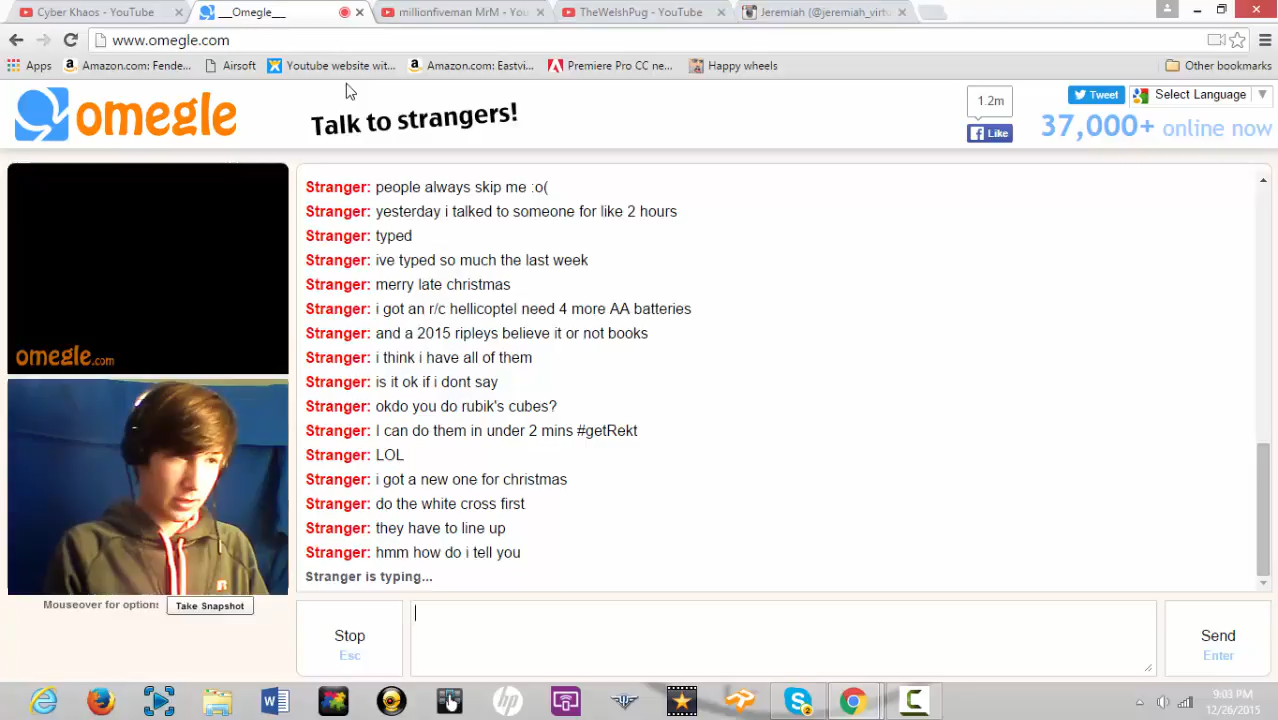 Cyber Khaos - YouTube
__Omegle__
millionfiveman MrM - You
TheWelshPug - YouTube
Jeremiah (@jeremiah_virtu
www.omegle.com
Apps
Amazon.com: Fende...
Airsoft
Youtube website wit...
Amazon.com: Eastvi...
Premiere Pro CC ne...
Happy wheels
Other bookmarks
omegle
Talk to strangers!
1.2m
Like
Tweet
Select Language
37,000+ online now
Stranger: people always skip me :o(
Stranger: yesterday i talked to someone for like 2 hours
Stranger: typed
Stranger: ive typed so much the last week
Stranger: merry late christmas
Stranger: i got an r/c hellicoptel need 4 more AA batteries
Stranger: and a 2015 ripleys believe it or not books
Stranger: i think i have all of them
Stranger: is it ok if i dont say
Stranger: okdo you do rubik's cubes?
Stranger: I can do them in under 2 mins #getRekt
Stranger: LOL
Stranger: i got a new one for christmas
Stranger: do the white cross first
Stranger: they have to line up
Stranger: hmm how do i tell you
Stranger is typing...
omegle.com
Mouseover for options
Take Snapshot
Stop
Esc
Send
Enter
hp
9:03 PM
12/26/2015